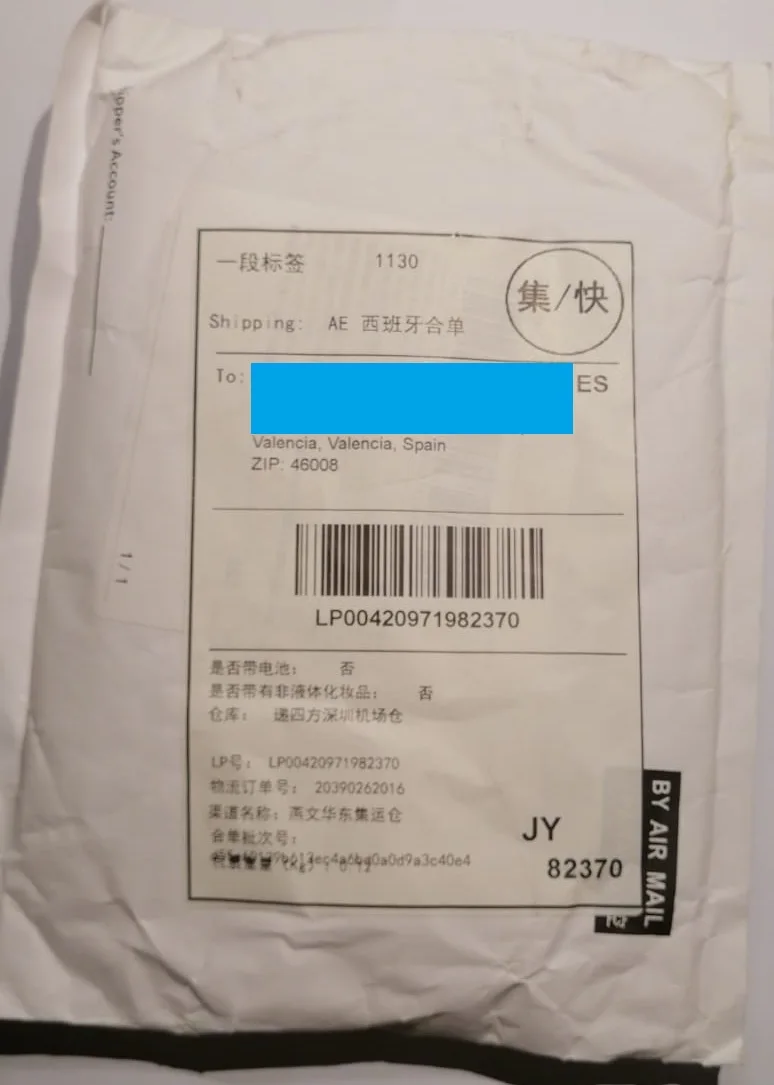 Account:
一段标签 1130
集/快
Shipping: AE 西班牙合单
To:
ES
Valencia, Valencia, Spain
ZIP: 46008
1/1
LP00420971982370
是否带电池: 否
是否带有非液体化妆品: 否
仓库: 递四方深圳机场仓
LP号: LP00420971982370
物流订单号: 20390262016
渠道名称: 燕文华东集运仓
合单批次号:
JY
82370
BY AIR MAIL